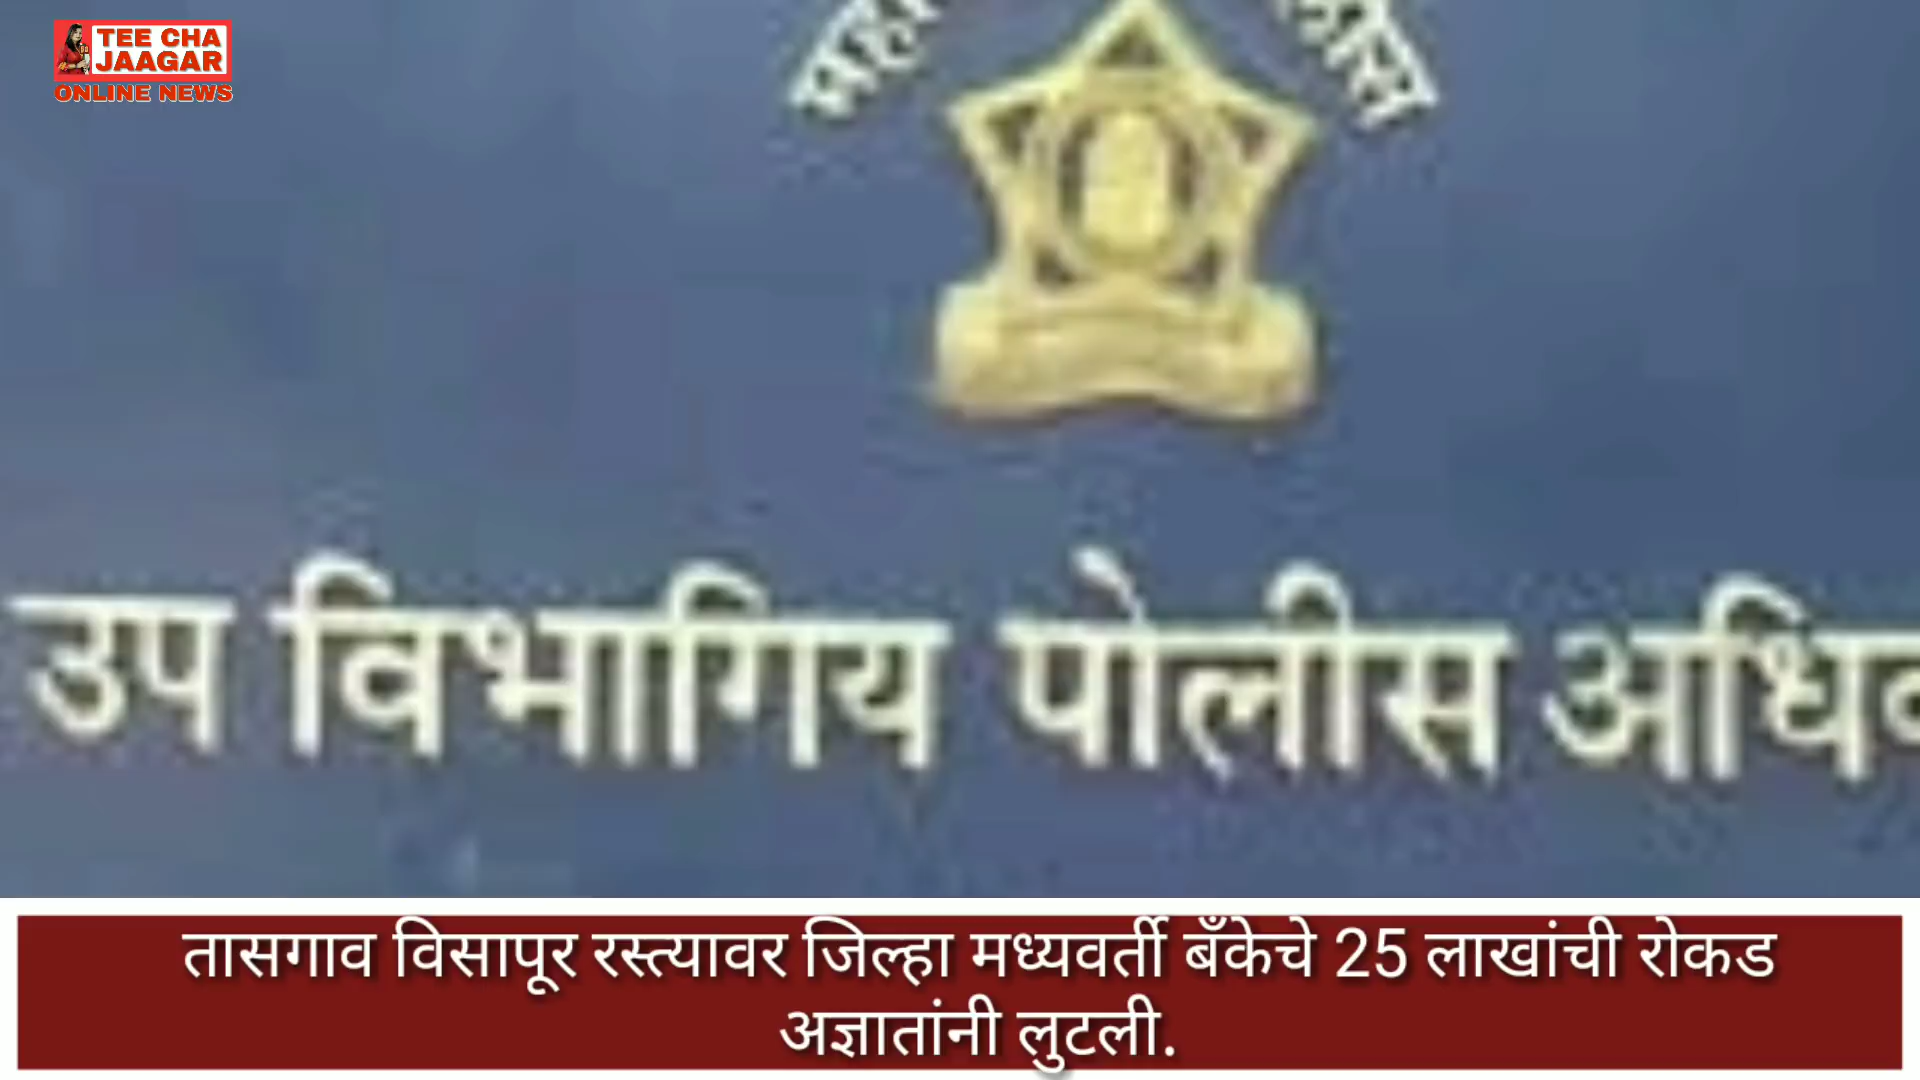 TEE CHA
JAAGAR
ONLINE NEWS
उप विभागिय पोलीस
तासगाव विसापूर रस्त्यावर जिल्हा मध्यवर्ती बँकेचे 25 लाखांची रोकड
अज्ञातांनी लुटली.